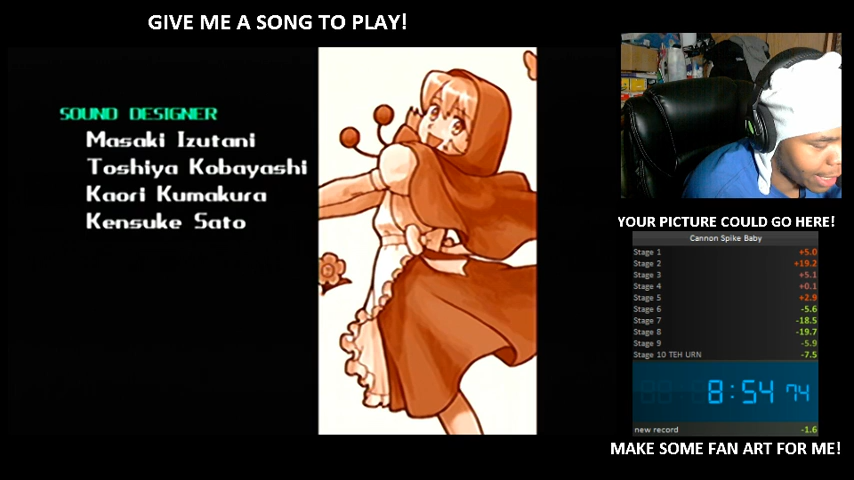 GIVE ME A SONG TO PLAY!
SOUND DESIGNER
Masaki Izutani
Toshiya Kobayashi
Kaori Kumakura
Kensuke Sato
YOUR PICTURE COULD GO HERE!
Cannon Spike Baby
Stage 1 +5.0
Stage 2 +19.2
Stage 3 +5.1
Stage 4 +0.1
Stage 5 +2.9
Stage 6 -5.6
Stage 7 -18.5
Stage 8 -19.7
Stage 9 -5.9
Stage 10 TEH URN -7.5
8:54 74
new record -1.6
MAKE SOME FAN ART FOR ME!